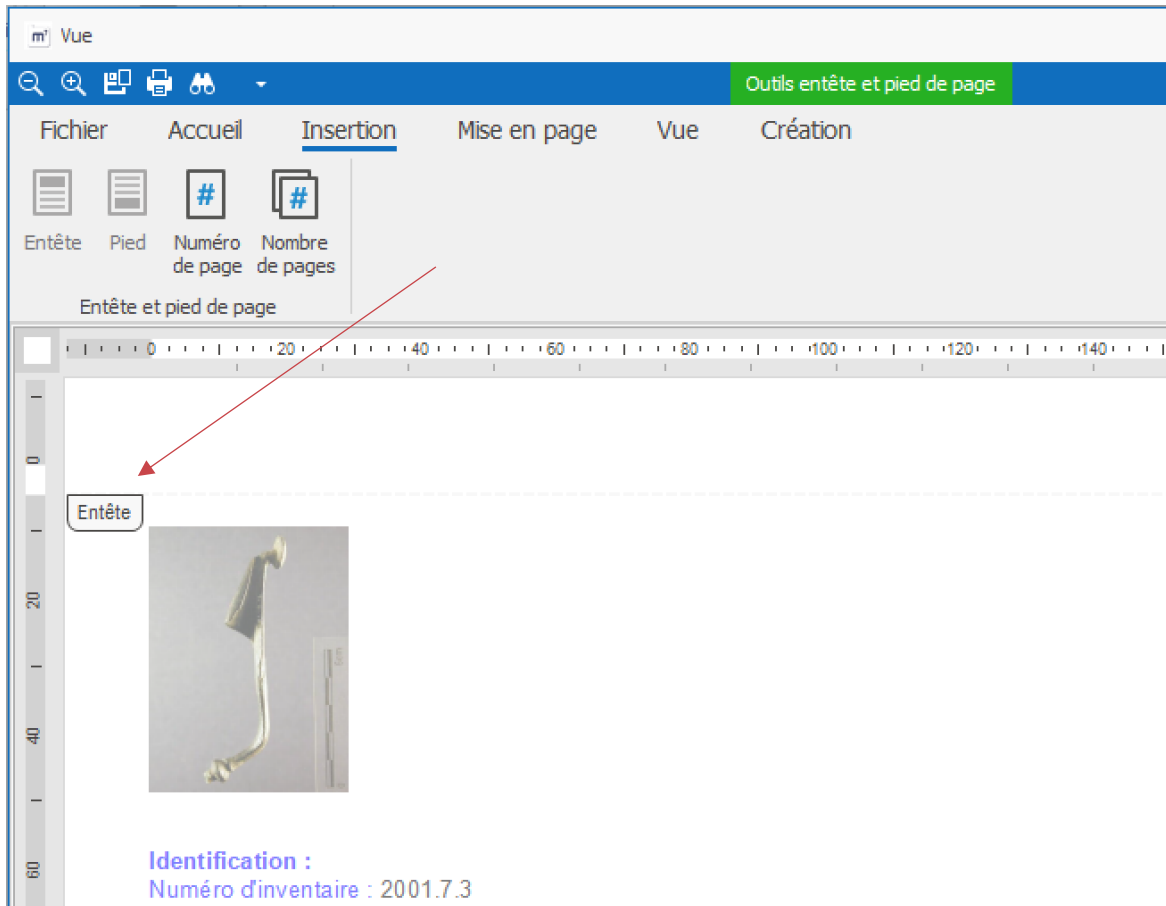 m⁷ Vue
Outils entête et pied de page
Fichier Accueil Insertion Mise en page Vue Création
# #
Entête Pied Numéro de page Nombre de pages
Entête et pied de page
0 20 40 60 80 100 120 140
0
Entête
20
40
60
Identification :
Numéro d'inventaire : 2001.7.3